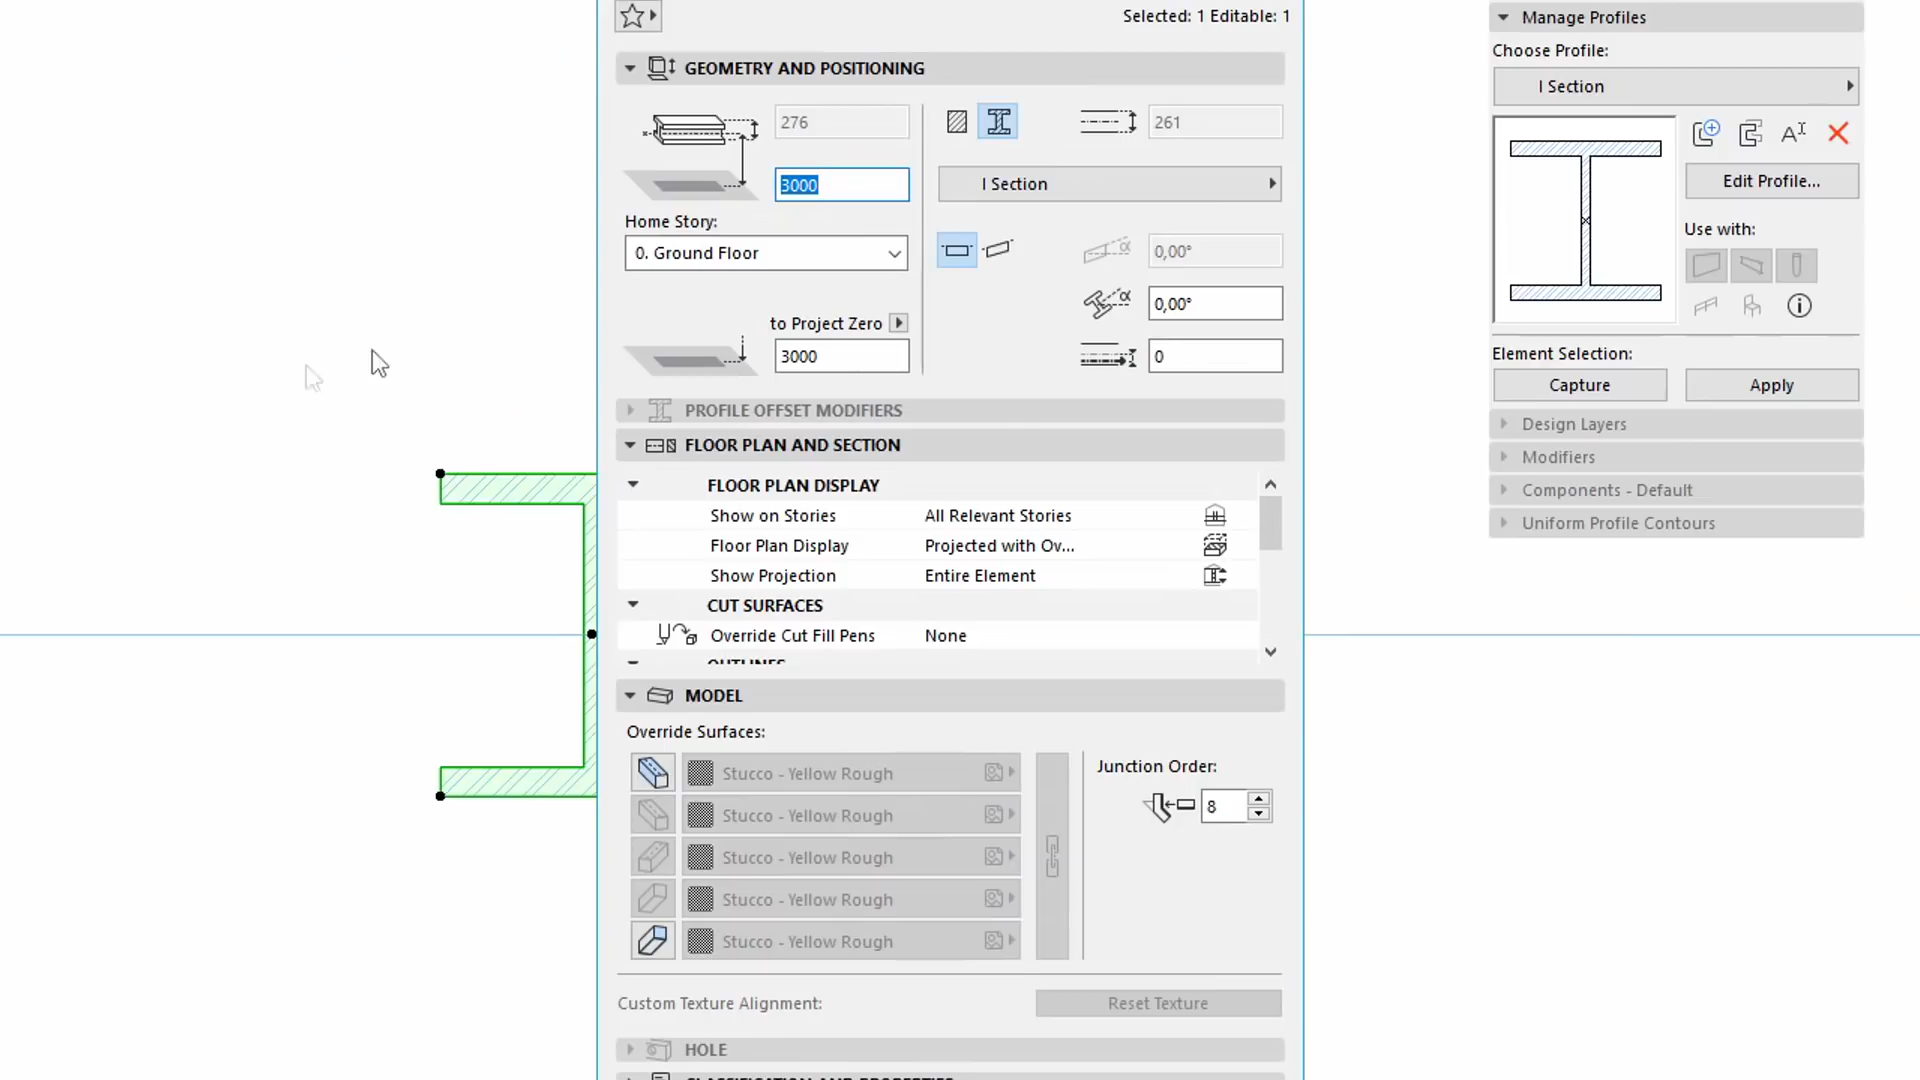 Selected: 1 Editable: 1
GEOMETRY AND POSITIONING
276
261
3000
I Section
Home Story:
0. Ground Floor
0,00°
0,00°
to Project Zero
3000
0
PROFILE OFFSET MODIFIERS
FLOOR PLAN AND SECTION
FLOOR PLAN DISPLAY
Show on Stories All Relevant Stories
Floor Plan Display Projected with Ov...
Show Projection Entire Element
CUT SURFACES
Override Cut Fill Pens None
OUTLINES
MODEL
Override Surfaces:
Stucco - Yellow Rough
Stucco - Yellow Rough
Stucco - Yellow Rough
Stucco - Yellow Rough
Stucco - Yellow Rough
Junction Order:
8
Custom Texture Alignment:
Reset Texture
HOLE
CLASSIFICATION AND PROPERTIES
Manage Profiles
Choose Profile:
I Section
Edit Profile...
Use with:
Element Selection:
Capture
Apply
Design Layers
Modifiers
Components - Default
Uniform Profile Contours